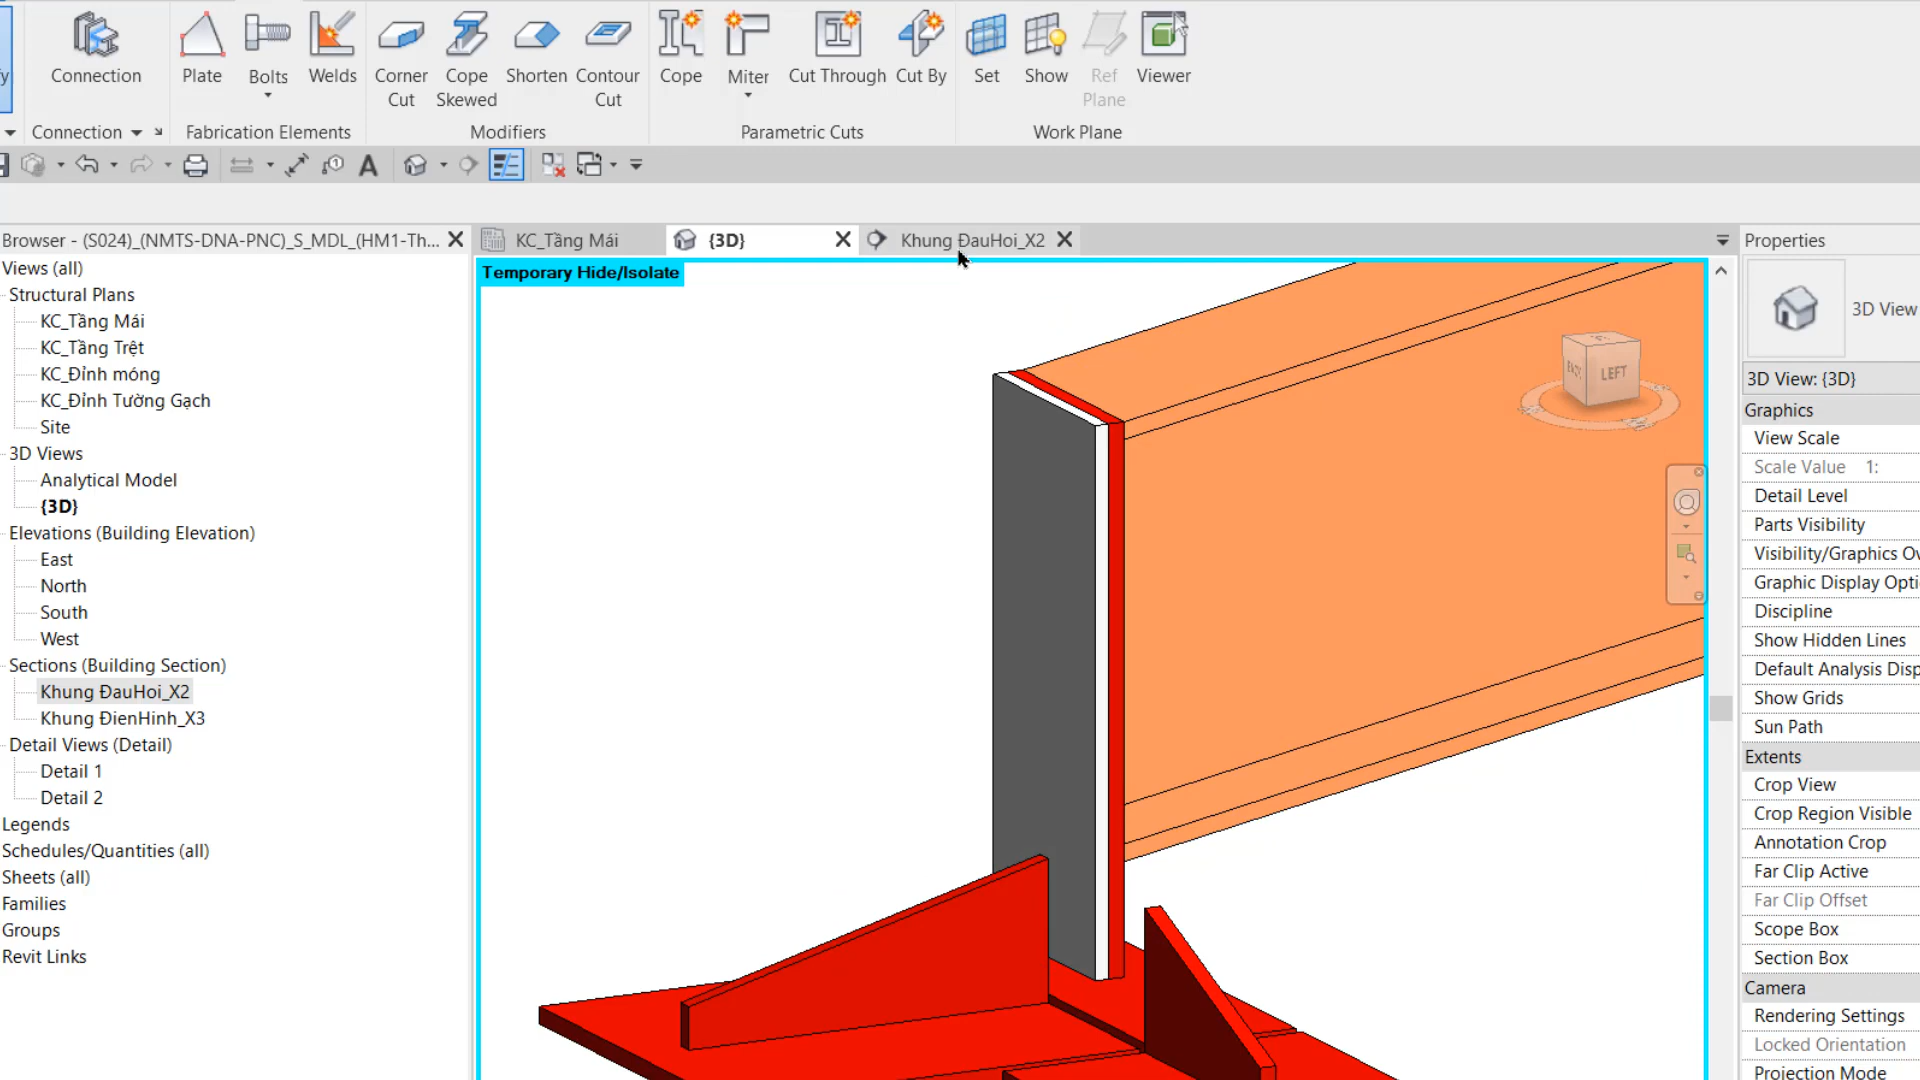 y
Connection
Plate
Bolts
Welds
Corner Cut
Cope Skewed
Shorten
Contour Cut
Cope
Miter
Cut Through
Cut By
Set
Show
Ref Plane
Viewer
Connection
Fabrication Elements
Modifiers
Parametric Cuts
Work Plane
A
Browser - (S024)_(NMTS-DNA-PNC)_S_MDL_(HM1-Th...
KC_Tầng Mái
{3D}
Khung ĐauHoi_X2
Properties
Views (all)
Structural Plans
KC_Tầng Mái
KC_Tầng Trệt
KC_Đỉnh móng
KC_Đỉnh Tường Gạch
Site
3D Views
Analytical Model
{3D}
Elevations (Building Elevation)
East
North
South
West
Sections (Building Section)
Khung ĐauHoi_X2
Khung ĐienHinh_X3
Detail Views (Detail)
Detail 1
Detail 2
Legends
Schedules/Quantities (all)
Sheets (all)
Families
Groups
Revit Links
Temporary Hide/Isolate
LEFT
3D View
3D View: {3D}
Graphics
View Scale
Scale Value 1:
Detail Level
Parts Visibility
Visibility/Graphics Ov
Graphic Display Opti
Discipline
Show Hidden Lines
Default Analysis Disp
Show Grids
Sun Path
Extents
Crop View
Crop Region Visible
Annotation Crop
Far Clip Active
Far Clip Offset
Scope Box
Section Box
Camera
Rendering Settings
Locked Orientation
Projection Mode